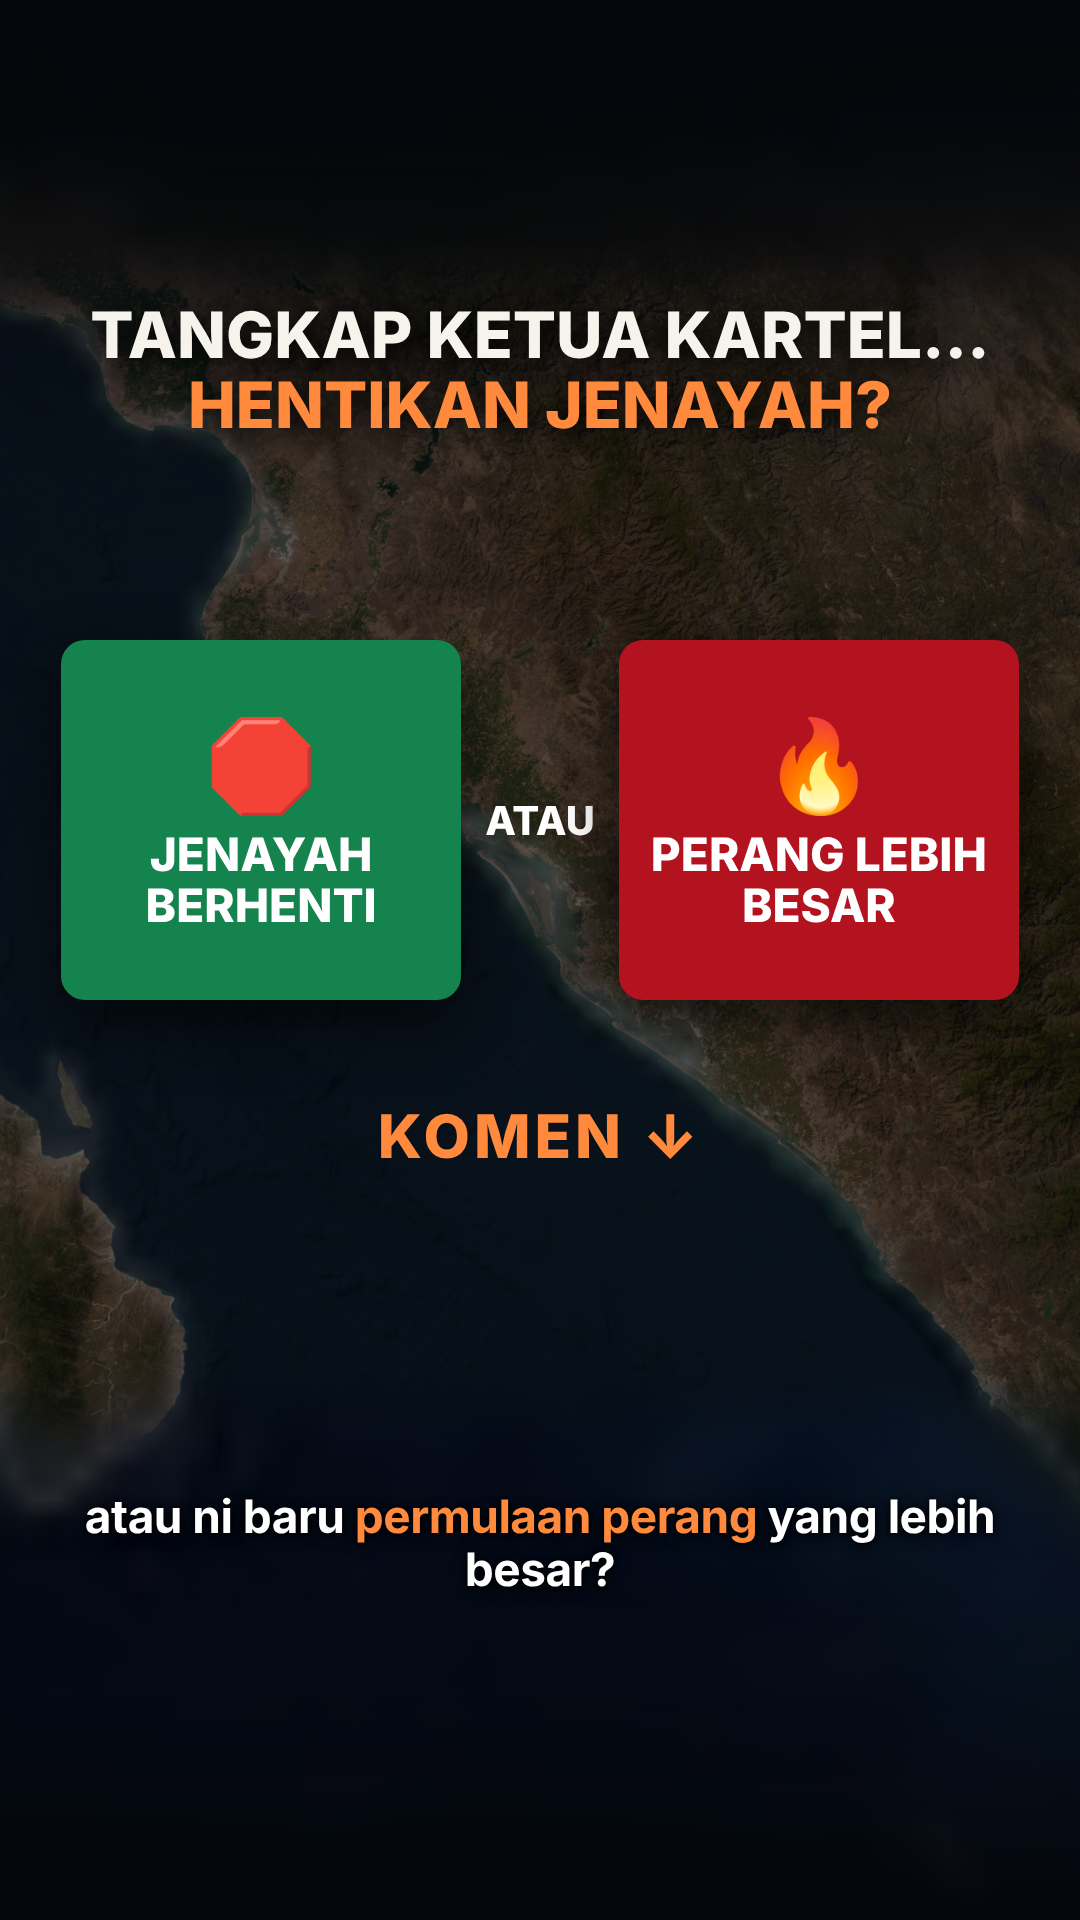 TANGKAP KETUA KARTEL...
HENTIKAN JENAYAH?
JENAYAH
BERHENTI
ATAU
PERANG LEBIH
BESAR
KOMEN ↓
atau ni baru permulaan perang yang lebih
besar?